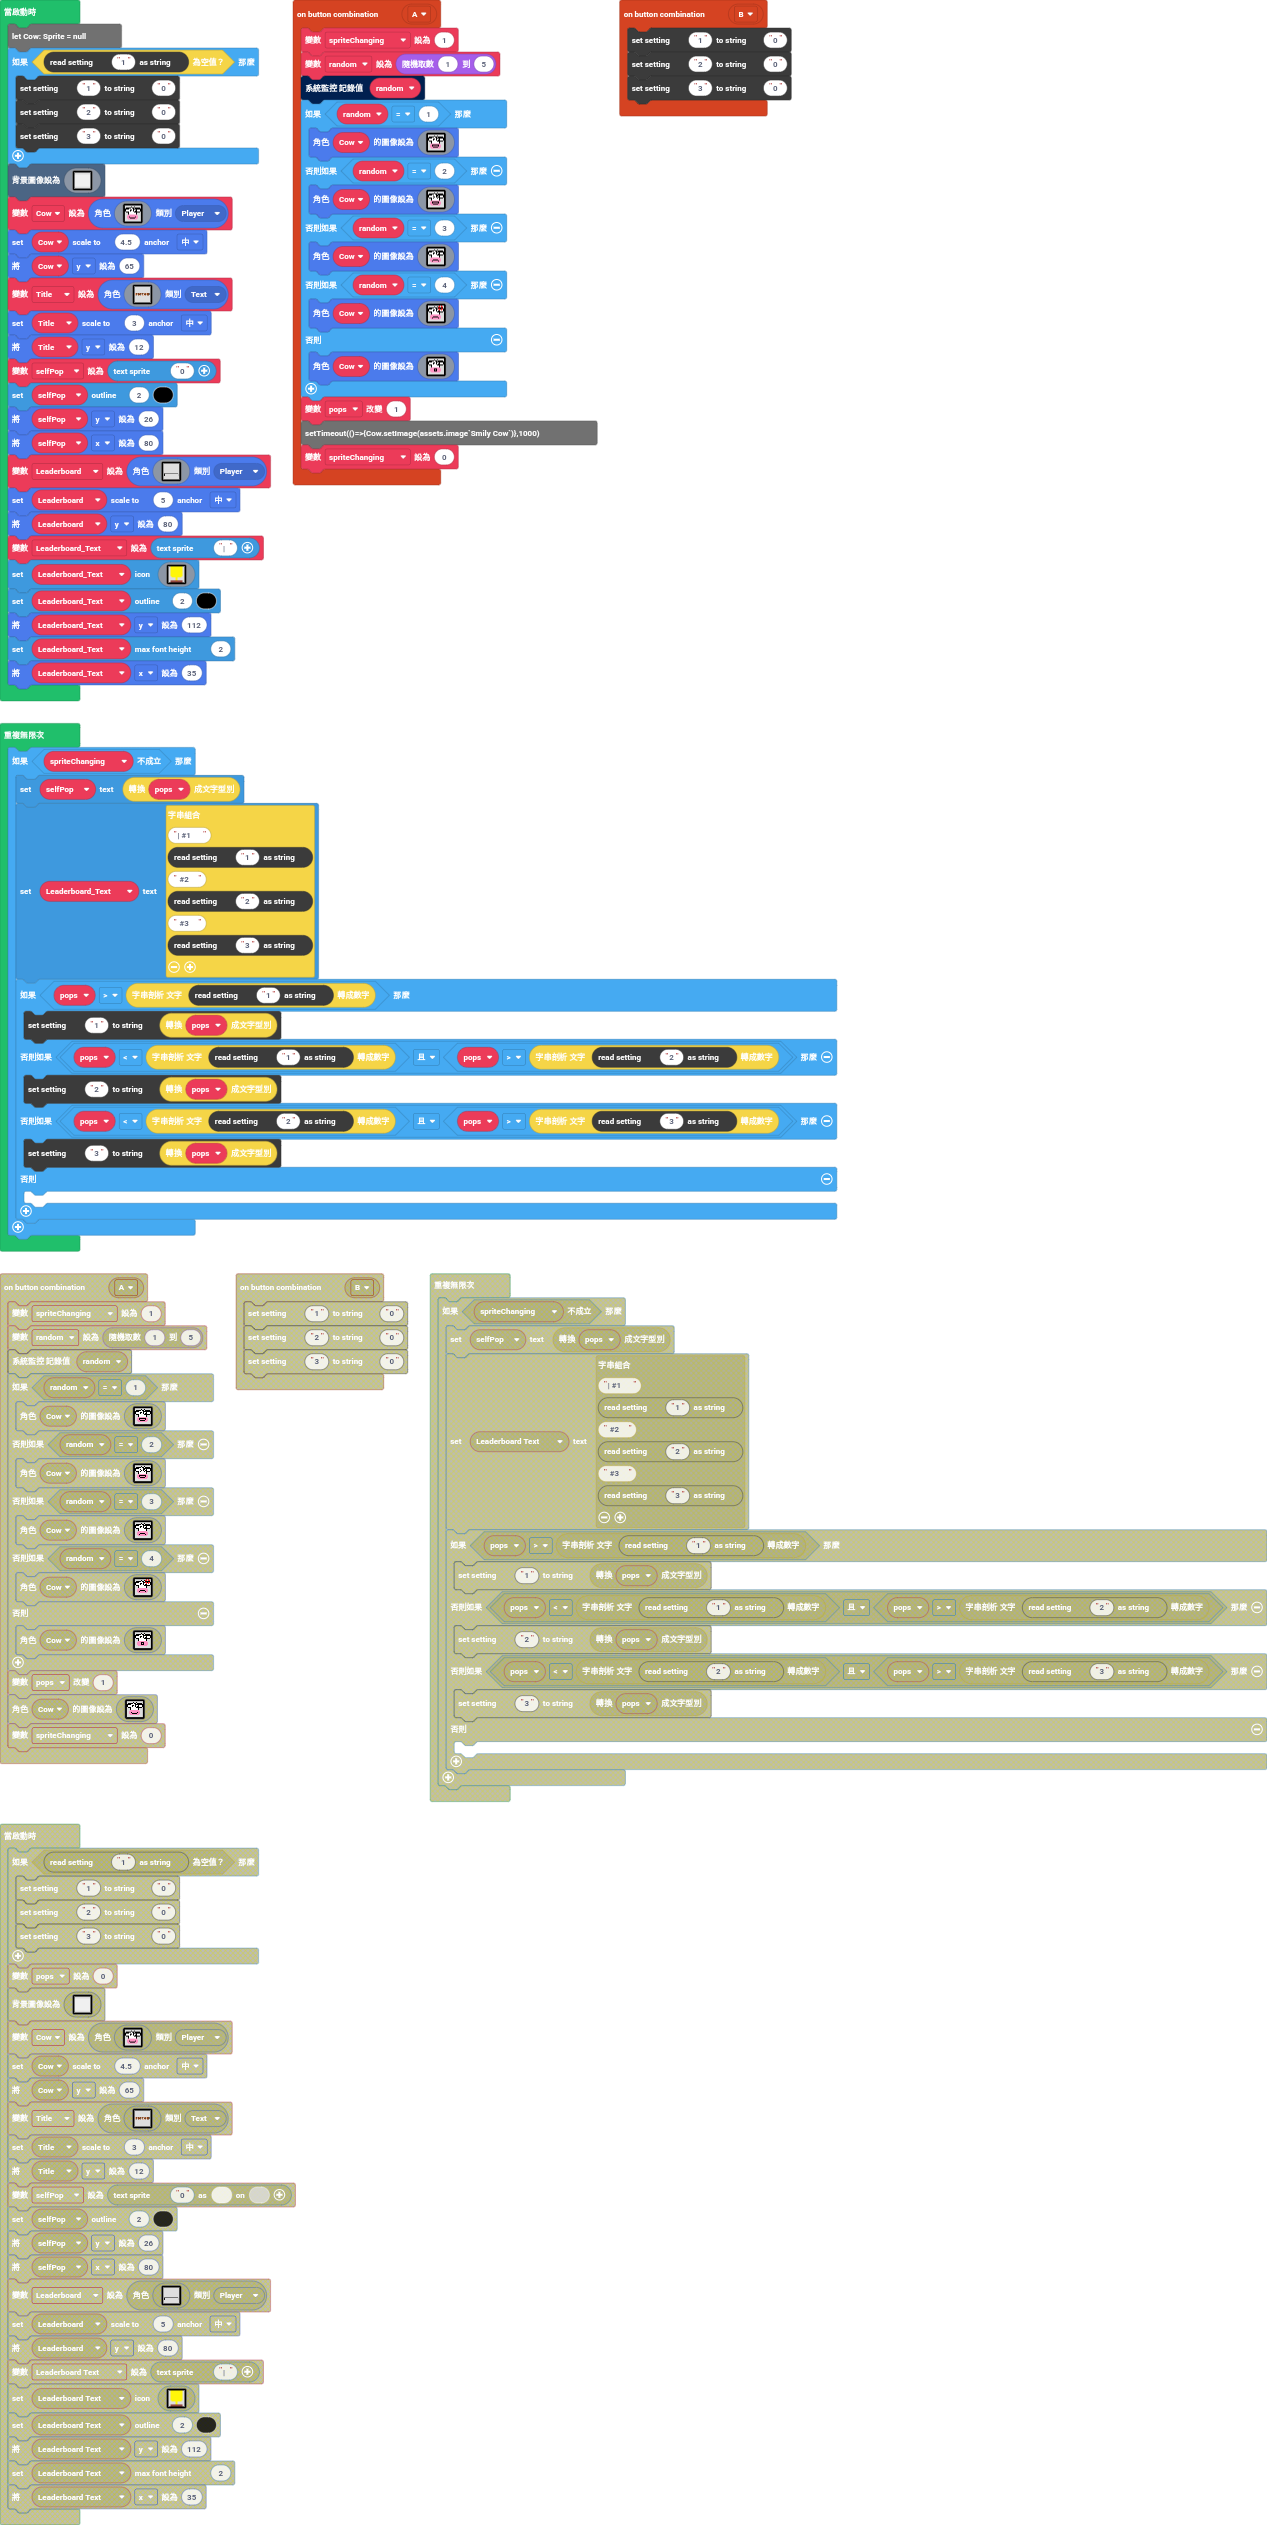 當啟動時
let Cow: Sprite = null
如果 read setting "1" as string 為空值？ 那麼
set setting "1" to string "0"
set setting "2" to string "0"
set setting "3" to string "0"
背景圖像設為
變數 Cow 設為 角色 類別 Player
set Cow scale to 4.5 anchor 中
將 Cow y 設為 65
變數 Title 設為 角色 類別 Text
set Title scale to 3 anchor 中
將 Title y 設為 12
變數 selfPop 設為 text sprite "0"
set selfPop outline 2
將 selfPop y 設為 26
將 selfPop x 設為 80
變數 Leaderboard 設為 角色 類別 Player
set Leaderboard scale to 5 anchor 中
將 Leaderboard y 設為 80
變數 Leaderboard_Text 設為 text sprite "|"
set Leaderboard_Text icon
set Leaderboard_Text outline 2
將 Leaderboard_Text y 設為 112
set Leaderboard_Text max font height 2
將 Leaderboard_Text x 設為 35
on button combination A
變數 spriteChanging 設為 1
變數 random 設為 隨機取數 1 到 5
系統監控 記錄值 random
如果 random = 1 那麼
角色 Cow 的圖像設為
否則如果 random = 2 那麼
角色 Cow 的圖像設為
否則如果 random = 3 那麼
角色 Cow 的圖像設為
否則如果 random = 4 那麼
角色 Cow 的圖像設為
否則
角色 Cow 的圖像設為
變數 pops 改變 1
setTimeout(()=>{Cow.setImage(assets.image`Smily Cow`)},1000)
變數 spriteChanging 設為 0
on button combination B
set setting "1" to string "0"
set setting "2" to string "0"
set setting "3" to string "0"
重複無限次
如果 spriteChanging 不成立 那麼
set selfPop text 轉換 pops 成文字型別
字串組合
"| #1 "
read setting "1" as string
" #2 "
read setting "2" as string
set Leaderboard_Text text
" #3 "
read setting "3" as string
如果 pops > 字串剖析 文字 read setting "1" as string 轉成數字 那麼
set setting "1" to string 轉換 pops 成文字型別
否則如果 pops < 字串剖析 文字 read setting "1" as string 轉成數字 且 pops > 字串剖析 文字 read setting "2" as string 轉成數字 那麼
set setting "2" to string 轉換 pops 成文字型別
否則如果 pops < 字串剖析 文字 read setting "2" as string 轉成數字 且 pops > 字串剖析 文字 read setting "3" as string 轉成數字 那麼
set setting "3" to string 轉換 pops 成文字型別
否則
on button combination A
變數 spriteChanging 設為 1
變數 random 設為 隨機取數 1 到 5
系統監控 記錄值 random
如果 random = 1 那麼
角色 Cow 的圖像設為
否則如果 random = 2 那麼
角色 Cow 的圖像設為
否則如果 random = 3 那麼
角色 Cow 的圖像設為
否則如果 random = 4 那麼
角色 Cow 的圖像設為
否則
角色 Cow 的圖像設為
變數 pops 改變 1
角色 Cow 的圖像設為
變數 spriteChanging 設為 0
on button combination B
set setting "1" to string "0"
set setting "2" to string "0"
set setting "3" to string "0"
重複無限次
如果 spriteChanging 不成立 那麼
set selfPop text 轉換 pops 成文字型別
字串組合
"| #1 "
read setting "1" as string
" #2 "
set Leaderboard Text text
read setting "2" as string
" #3 "
read setting "3" as string
如果 pops > 字串剖析 文字 read setting "1" as string 轉成數字 那麼
set setting "1" to string 轉換 pops 成文字型別
否則如果 pops < 字串剖析 文字 read setting "1" as string 轉成數字 且 pops > 字串剖析 文字 read setting "2" as string 轉成數字 那麼
set setting "2" to string 轉換 pops 成文字型別
否則如果 pops < 字串剖析 文字 read setting "2" as string 轉成數字 且 pops > 字串剖析 文字 read setting "3" as string 轉成數字 那麼
set setting "3" to string 轉換 pops 成文字型別
否則
當啟動時
如果 read setting "1" as string 為空值？ 那麼
set setting "1" to string "0"
set setting "2" to string "0"
set setting "3" to string "0"
變數 pops 設為 0
背景圖像設為
變數 Cow 設為 角色 類別 Player
set Cow scale to 4.5 anchor 中
將 Cow y 設為 65
變數 Title 設為 角色 類別 Text
set Title scale to 3 anchor 中
將 Title y 設為 12
變數 selfPop 設為 text sprite "0" as on
set selfPop outline 2
將 selfPop y 設為 26
將 selfPop x 設為 80
變數 Leaderboard 設為 角色 類別 Player
set Leaderboard scale to 5 anchor 中
將 Leaderboard y 設為 80
變數 Leaderboard Text 設為 text sprite "|"
set Leaderboard Text icon
set Leaderboard Text outline 2
將 Leaderboard Text y 設為 112
set Leaderboard Text max font height 2
將 Leaderboard Text x 設為 35